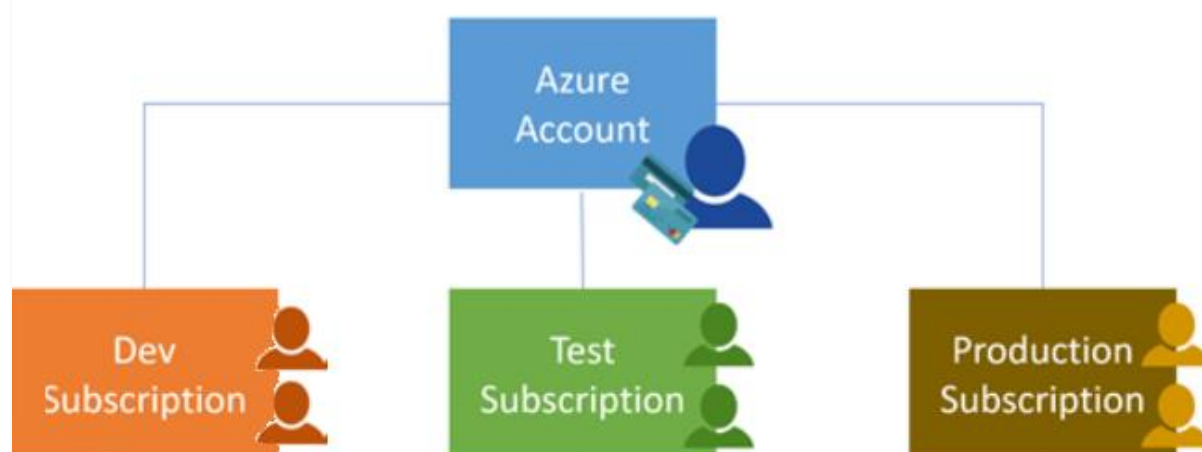 Azure
Account
Dev
Subscription
Test
Subscription
Production
Subscription